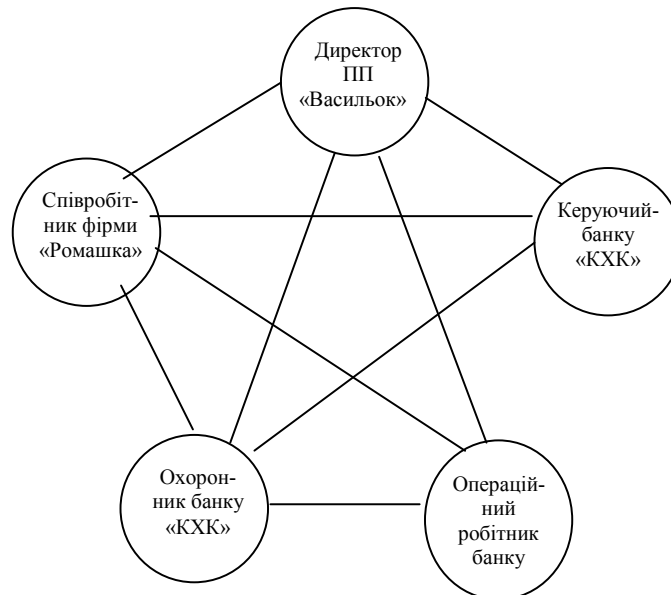 Директор
ПП
«Васильок»
Співробіт-
ник фірми
«Ромашка»
Керуючий-
банку
«КХК»
Охорон-
ник банку
«КХК»
Операцій-
ний
робітник
банку